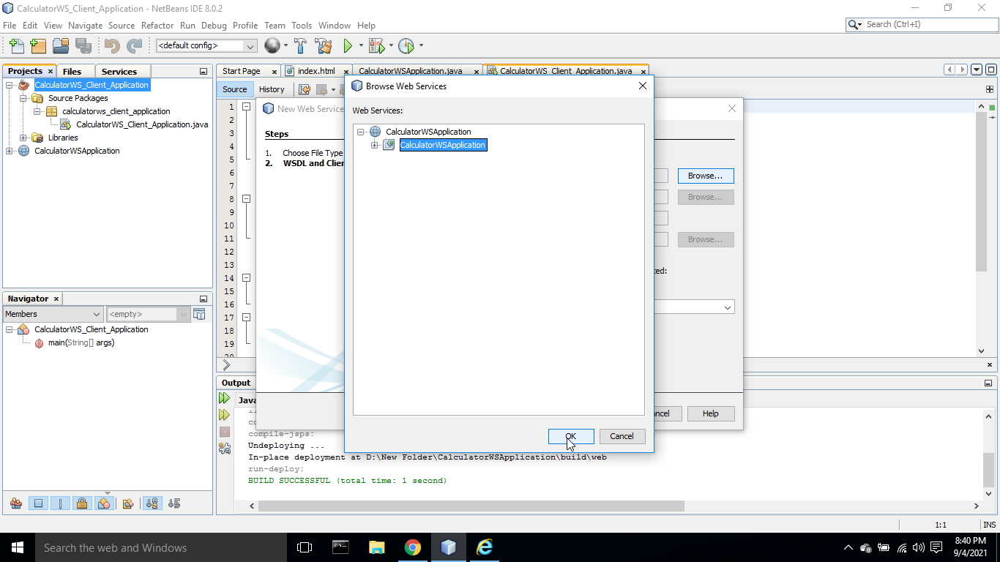 CalculatorWS_Client_Application - NetBeans IDE 8.0.2
File Edit View Navigate Source Refactor Run Debug Profile Team Tools Window Help
Search (Ctrl+I)
<default config>
Projects Files Services
Start Page index.html CalculatorWSApplication.java CalculatorWS_Client_Application.java
CalculatorWS_Client_Application
Source Packages
calculatorws_client_application
CalculatorWS_Client_Application.java
Libraries
CalculatorWSApplication
Source History
1
2
3
4
5
6
7
8
9
10
11
12
13
14
15
16
17
18
19
20
New Web Service
Steps
1. Choose File Type
2. WSDL and Clien
Browse...
Browse...
Browse...
ted:
ncel
Help
Browse Web Services
Web Services:
CalculatorWSApplication
CalculatorWSApplication
OK Cancel
Navigator
Members <empty>
CalculatorWS_Client_Application
main(String[] args)
Output
Java
compile-jsps:
Undeploying ...
In-place deployment at D:\New Folder\CalculatorWSApplication\build\web
run-deploy:
BUILD SUCCESSFUL (total time: 1 second)
1:1 INS
Search the web and Windows
8:40 PM
9/4/2021